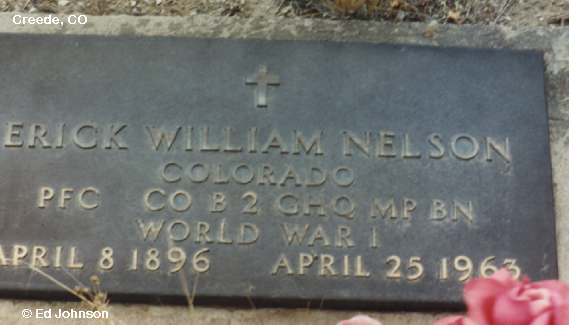 Creede, CO
ERICK WILLIAM NELSON
COLORADO
PFC CO B 2 GHQ MP BN
WORLD WAR I
APRIL 8 1896 APRIL 25 1963
© Ed Johnson